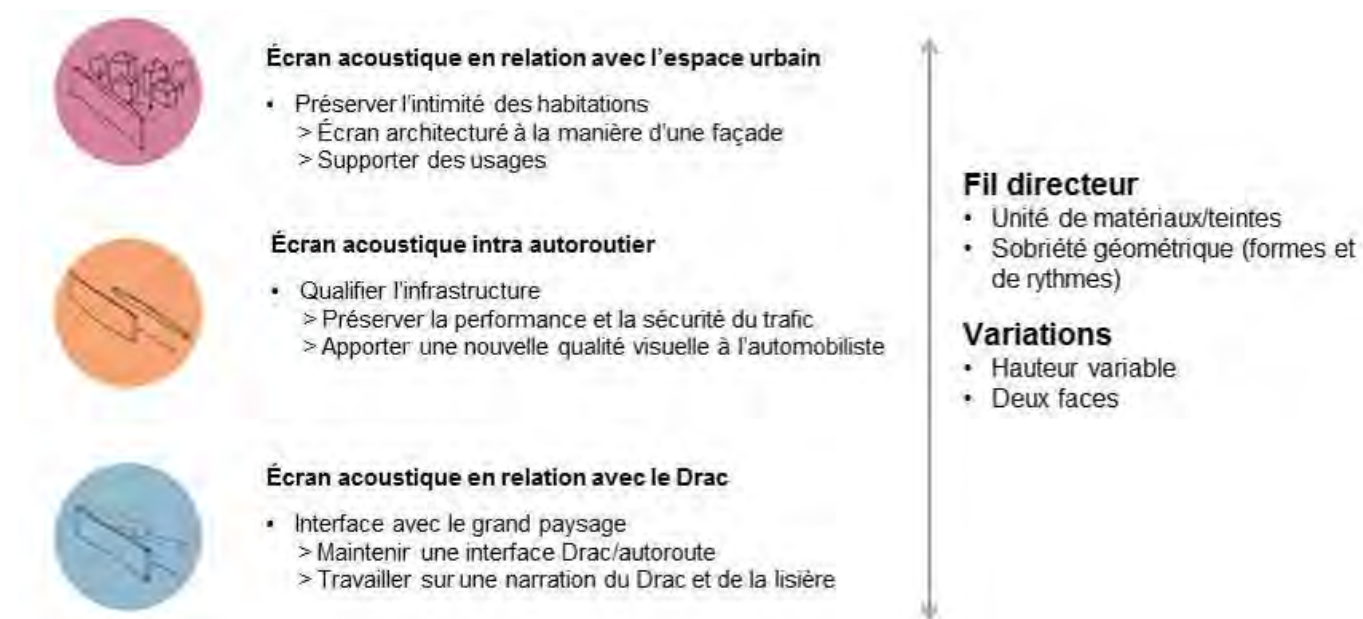 Écran acoustique en relation avec l'espace urbain
• Préserver l'intimité des habitations
> Écran architecturé à la manière d'une façade
> Supporter des usages
Écran acoustique intra autoroutier
• Qualifier l'infrastructure
> Préserver la performance et la sécurité du trafic
> Apporter une nouvelle qualité visuelle à l'automobiliste
Écran acoustique en relation avec le Drac
• Interface avec le grand paysage
> Maintenir une interface Drac/autoroute
> Travailler sur une narration du Drac et de la lisière
Fil directeur
• Unité de matériaux/teintes
• Sobriété géométrique (formes et
de rythmes)
Variations
• Hauteur variable
• Deux faces